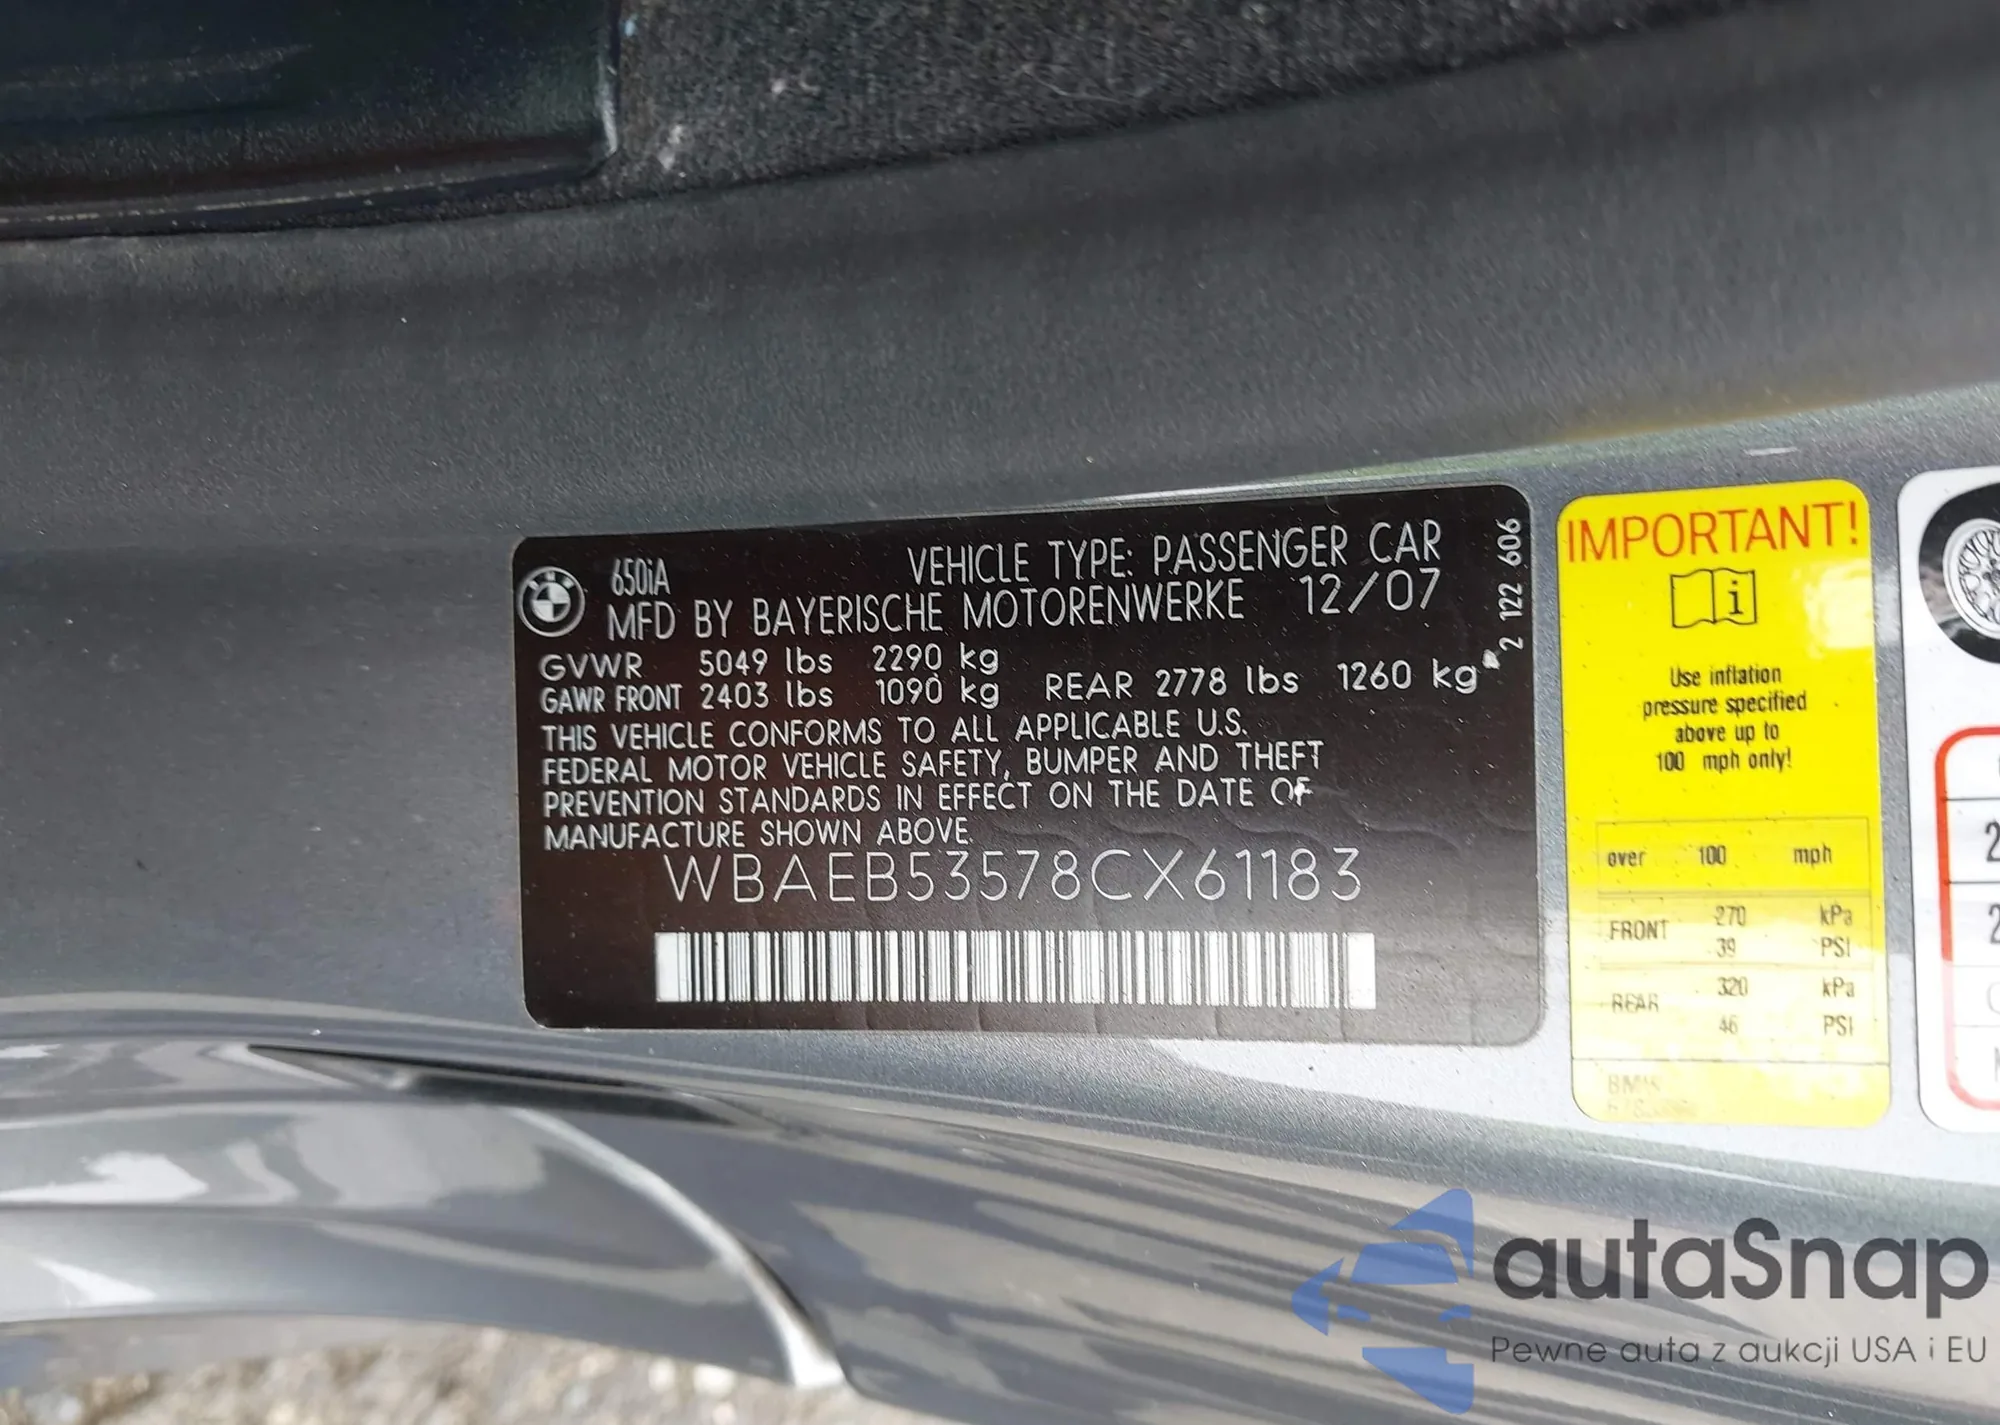 650iA
VEHICLE TYPE: PASSENGER CAR
MFD BY BAYERISCHE MOTORENWERKE 12/07
GVWR 5049 lbs 2290 kg
GAWR FRONT 2403 lbs 1090 kg REAR 2778 lbs 1260 kg
THIS VEHICLE CONFORMS TO ALL APPLICABLE U.S.
FEDERAL MOTOR VEHICLE SAFETY, BUMPER AND THEFT
PREVENTION STANDARDS IN EFFECT ON THE DATE OF
MANUFACTURE SHOWN ABOVE.
WBAEB53578CX61183
2 122 606
IMPORTANT!
i
Use inflation
pressure specified
above up to
100 mph only!
over 100 mph
FRONT 270 kPa
39 PSI
REAR 320 kPa
46 PSI
autaSnap
Pewne auta z aukcji USA i EU